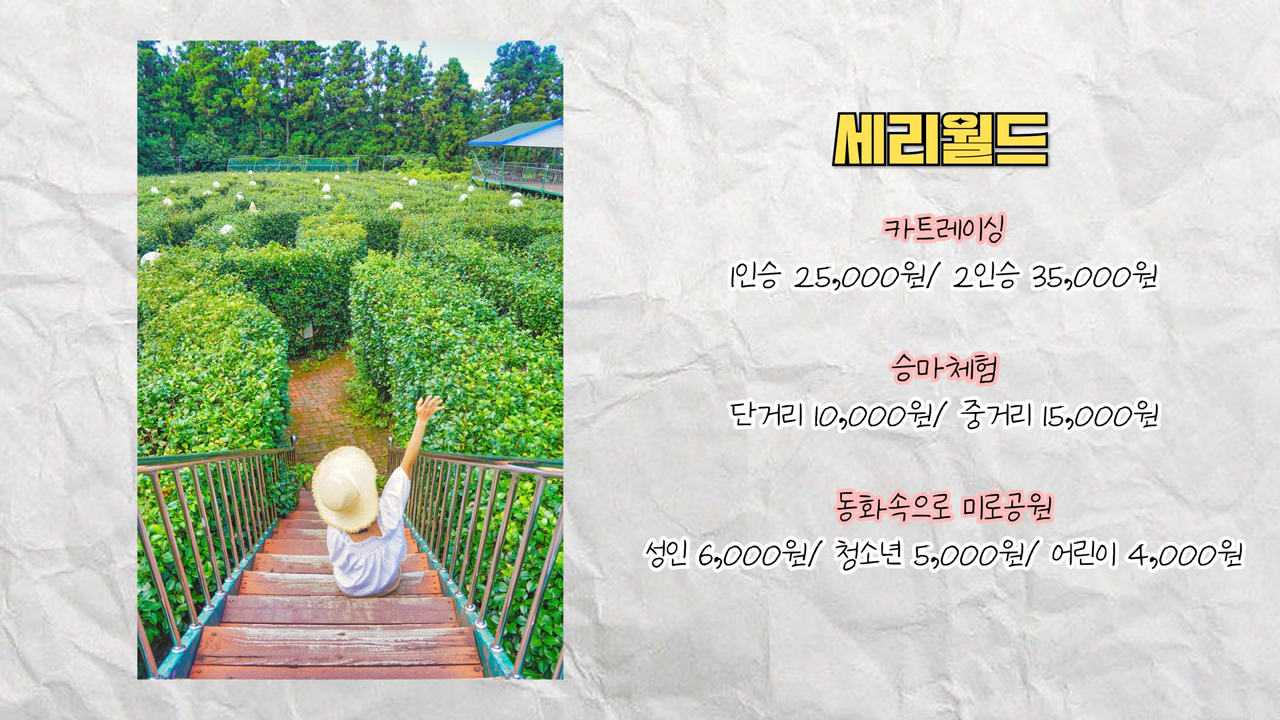 세리월드
카트레이싱
1인승 25,000원/ 2인승 35,000원
승마체험
단거리 10,000원/ 중거리 15,000원
동화속으로 미로공원
성인 6,000원/ 청소년 5,000원/ 어린이 4,000원